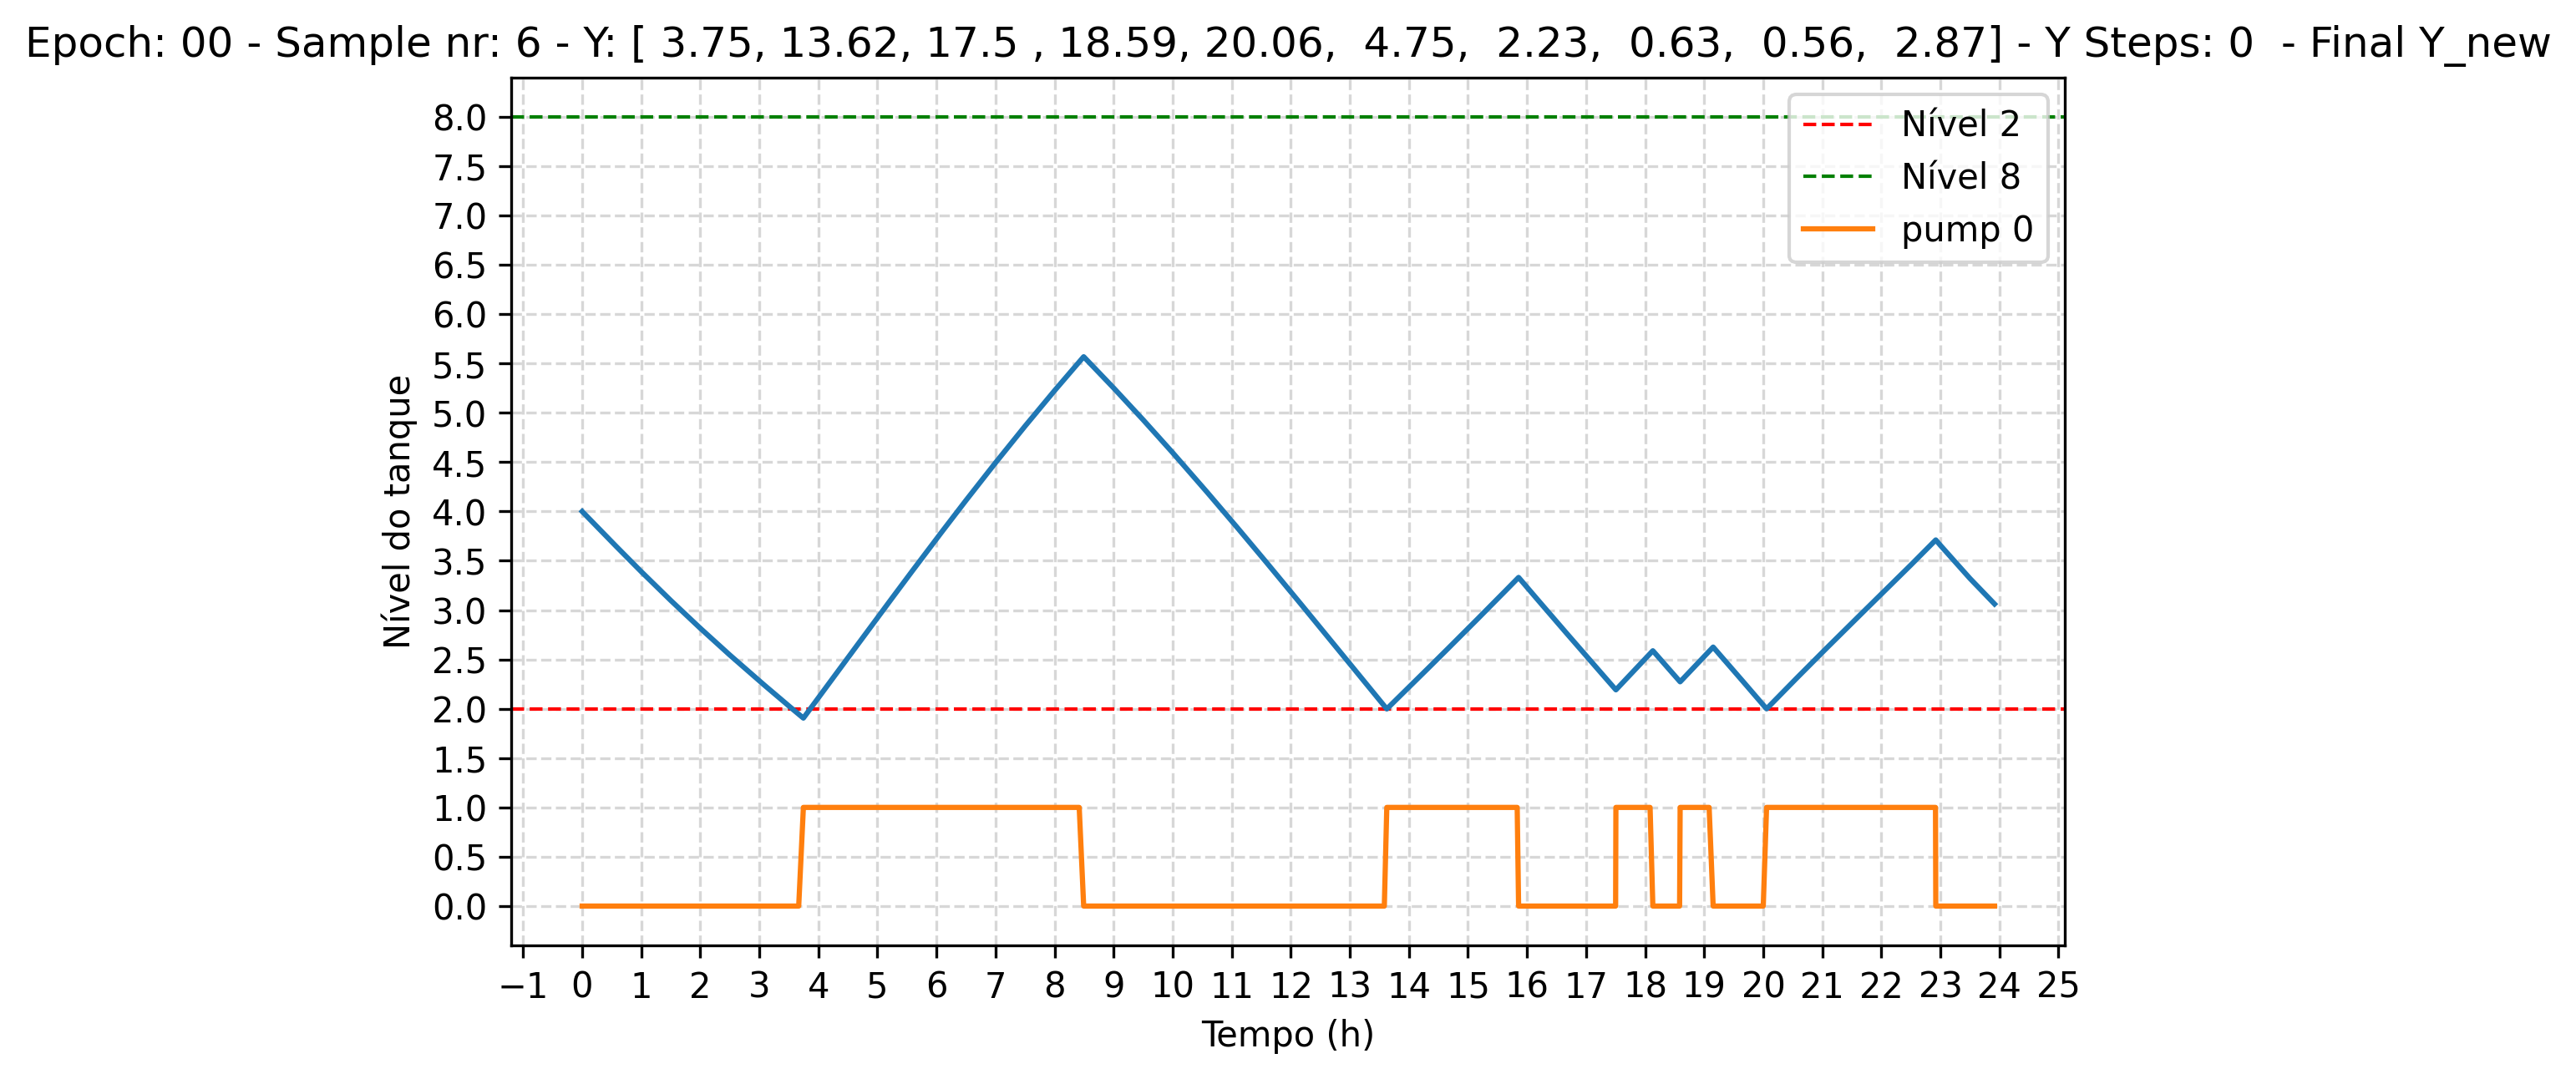 Epoch: 00 - Sample nr: 6 - Y: [ 3.75, 13.62, 17.5 , 18.59, 20.06,  4.75,  2.23,  0.63,  0.56,  2.87] - Y Steps: 0  - Final Y_new
Nível 2
Nível 8
pump 0
8.0
7.5
7.0
6.5
6.0
5.5
5.0
4.5
4.0
3.5
3.0
2.5
2.0
1.5
1.0
0.5
0.0
Nível do tanque
−1 0 1 2 3 4 5 6 7 8 9 10 11 12 13 14 15 16 17 18 19 20 21 22 23 24 25
Tempo (h)